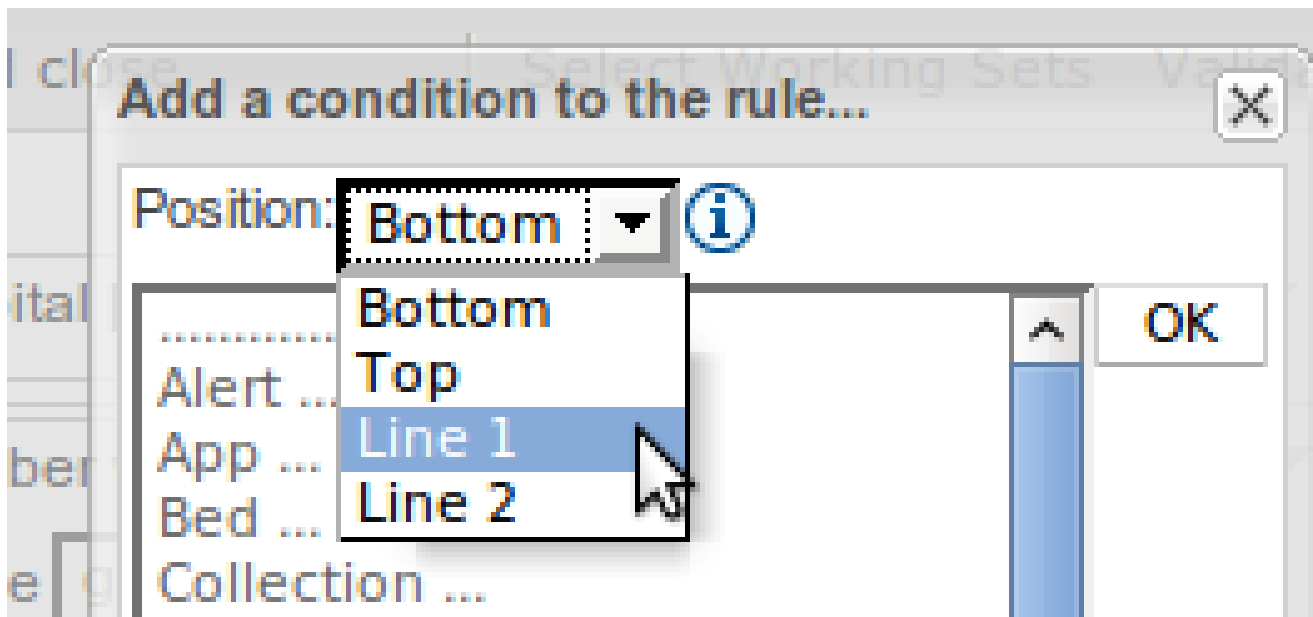 close
Select Working Sets
Add a condition to the rule...
Position: Bottom
Bottom
Top
Line 1
Line 2
OK
Alert ...
App ...
Bed ...
Collection ...